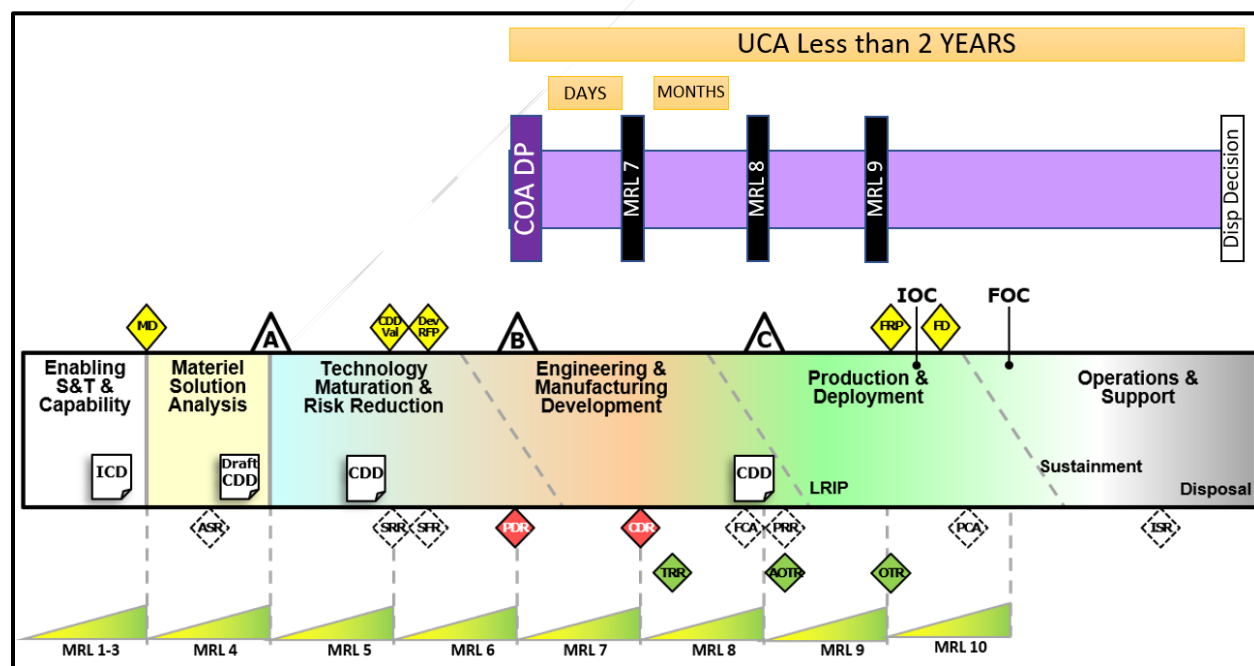 UCA Less than 2 YEARS
DAYS
MONTHS
COA DP
MRL 7
MRL 8
MRL 9
Disp Decision
IOC
FOC
MD
A
CDD
Val
Dev
RFP
B
C
FRP
FD
Enabling
S&T &
Capability
Materiel
Solution
Analysis
Technology
Maturation &
Risk Reduction
Engineering &
Manufacturing
Development
Production &
Deployment
Operations &
Support
ICD
Draft
CDD
CDD
CDD
LRIP
Sustainment
Disposal
ASR
SRR
SFR
PDR
CDR
FCA
PRR
PCA
ISR
TRR
AOTR
OTR
MRL 1-3
MRL 4
MRL 5
MRL 6
MRL 7
MRL 8
MRL 9
MRL 10